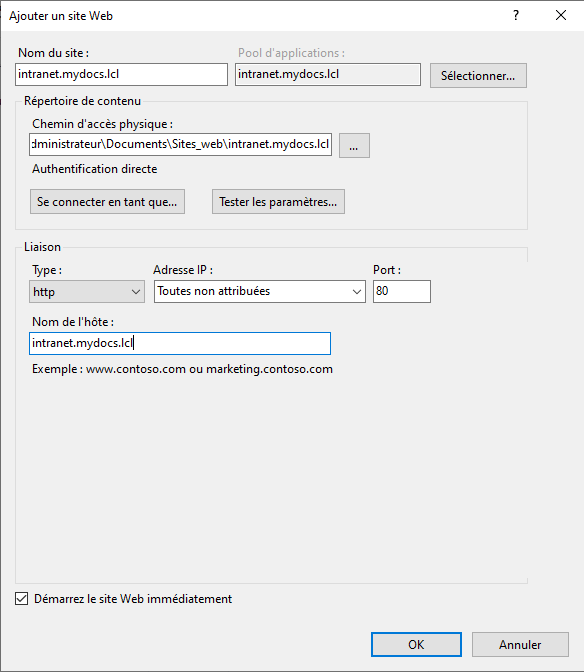 Ajouter un site Web
?
Nom du site :
Pool d'applications :
intranet.mydocs.lcl
intranet.mydocs.lcl
Sélectionner...
Répertoire de contenu
Chemin d'accès physique :
dministrateur\Documents\Sites_web\intranet.mydocs.lcl
...
Authentification directe
Se connecter en tant que...
Tester les paramètres...
Liaison
Type :
Adresse IP :
Port :
http
Toutes non attribuées
80
Nom de l'hôte :
intranet.mydocs.lcl
Exemple : www.contoso.com ou marketing.contoso.com
Démarrez le site Web immédiatement
OK
Annuler